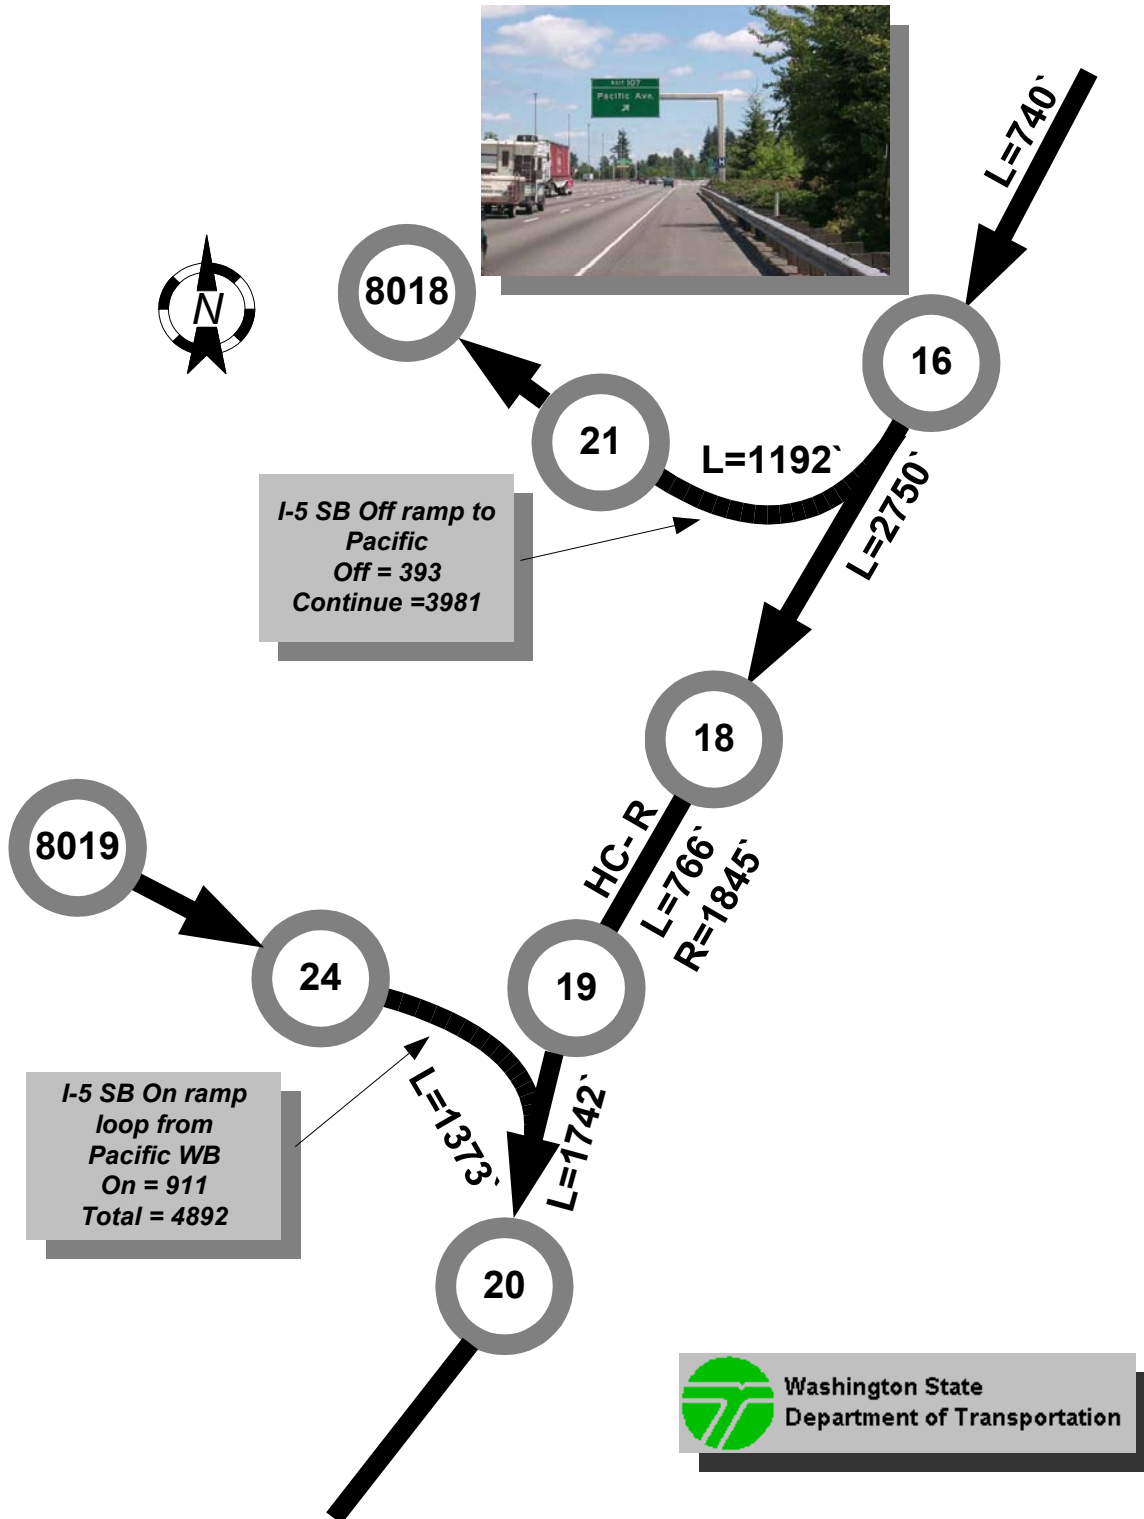 EXIT 107
Pacific Ave.
L=740`
N
8018
16
21
L=1192`
L=2750`
I-5 SB Off ramp to
Pacific
Off = 393
Continue =3981
18
8019
HC- R
L=766`
R=1845`
24
19
I-5 SB On ramp
loop from
Pacific WB
On = 911
Total = 4892
L=1373`
L=1742`
20
Washington State
Department of Transportation